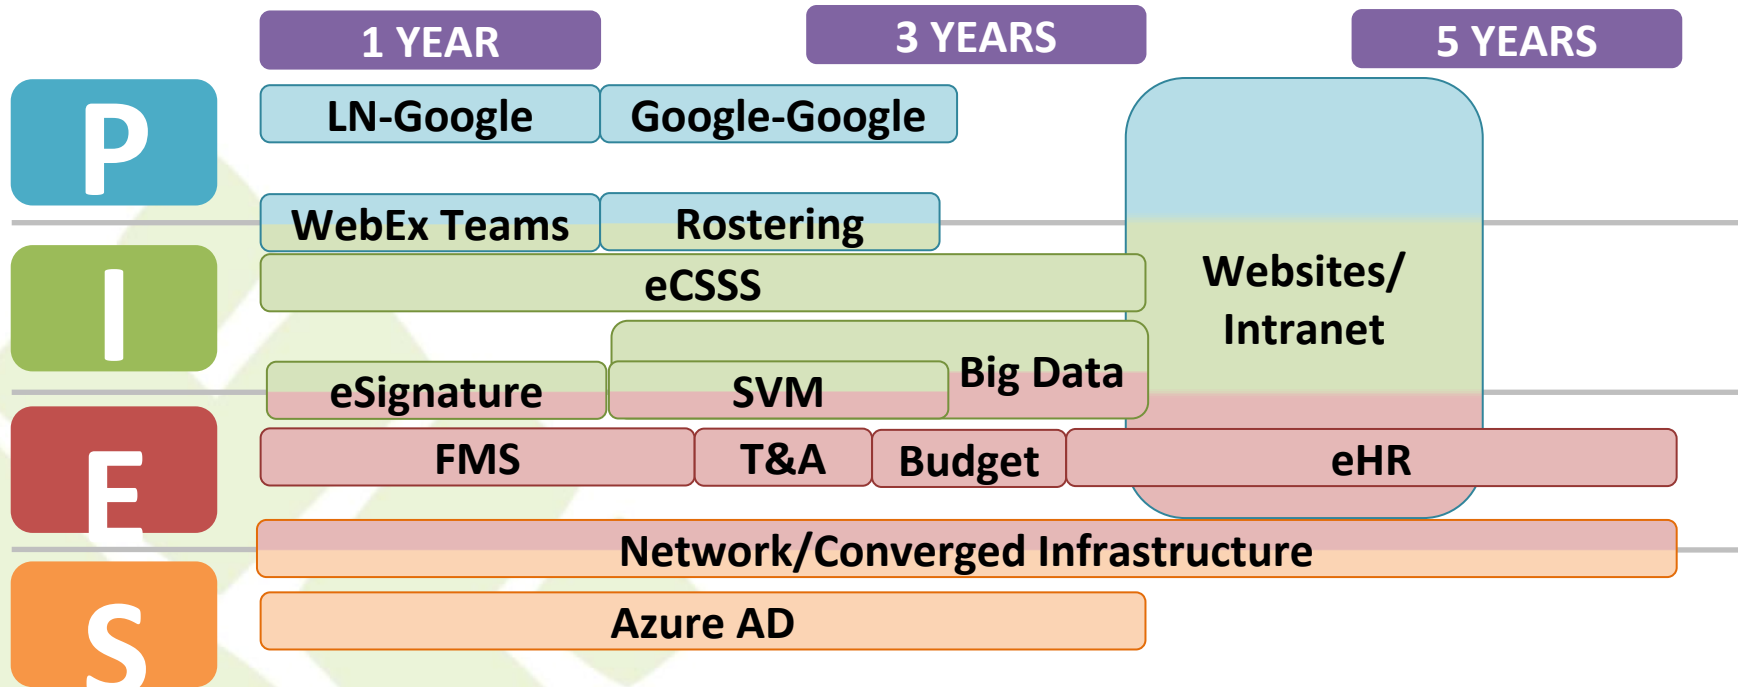 1 YEAR
3 YEARS
5 YEARS
P
LN-Google
Google-Google
WebEx Teams
Rostering
I
eCSSS
Websites/
Intranet
Big Data
eSignature
SVM
E
FMS
T&A
Budget
eHR
Network/Converged Infrastructure
S
Azure AD